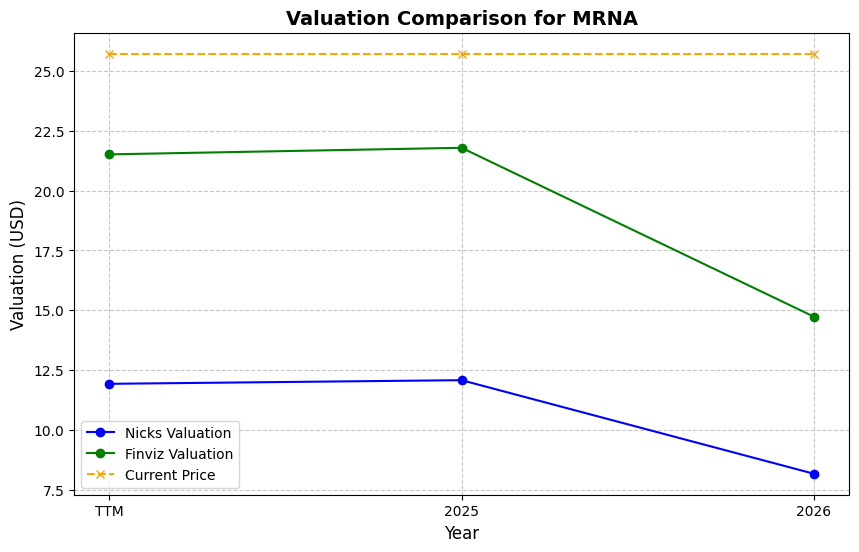 Valuation Comparison for MRNA
Valuation (USD)
25.0
22.5
20.0
17.5
15.0
12.5
10.0
7.5
Nicks Valuation
Finviz Valuation
Current Price
TTM
2025
2026
Year